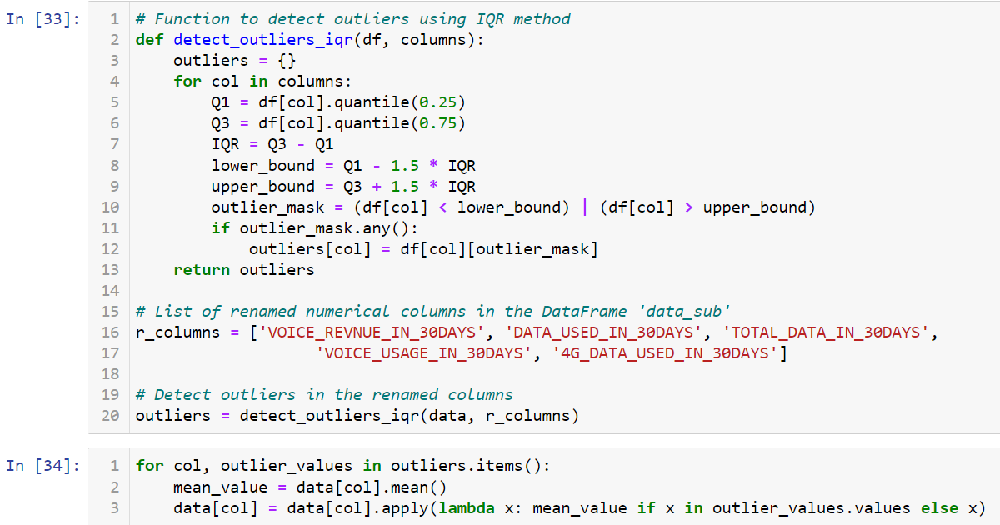 In [33]:
1 # Function to detect outliers using IQR method
2 def detect_outliers_iqr(df, columns):
3     outliers = {}
4     for col in columns:
5         Q1 = df[col].quantile(0.25)
6         Q3 = df[col].quantile(0.75)
7         IQR = Q3 - Q1
8         lower_bound = Q1 - 1.5 * IQR
9         upper_bound = Q3 + 1.5 * IQR
10         outlier_mask = (df[col] < lower_bound) | (df[col] > upper_bound)
11         if outlier_mask.any():
12             outliers[col] = df[col][outlier_mask]
13     return outliers
14
15 # List of renamed numerical columns in the DataFrame 'data_sub'
16 r_columns = ['VOICE_REVNUE_IN_30DAYS', 'DATA_USED_IN_30DAYS', 'TOTAL_DATA_IN_30DAYS',
17                    'VOICE_USAGE_IN_30DAYS', '4G_DATA_USED_IN_30DAYS']
18
19 # Detect outliers in the renamed columns
20 outliers = detect_outliers_iqr(data, r_columns)
In [34]:
1 for col, outlier_values in outliers.items():
2     mean_value = data[col].mean()
3     data[col] = data[col].apply(lambda x: mean_value if x in outlier_values.values else x)